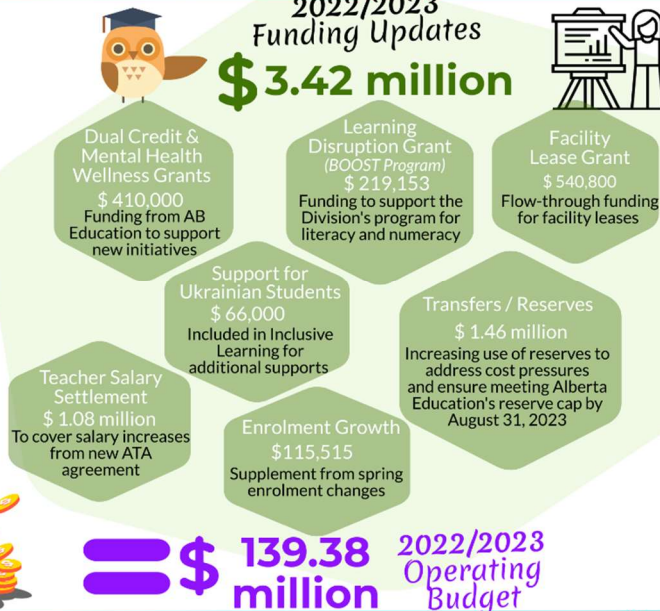 2022/2023
Funding Updates
$ 3.42 million
Dual Credit &
Mental Health
Wellness Grants
$ 410,000
Funding from AB
Education to support
new initiatives
Learning
Disruption Grant
(BOOST Program)
$ 219,153
Funding to support the
Division's program for
literacy and numeracy
Facility
Lease Grant
$ 540,800
Flow-through funding
for facility leases
Support for
Ukrainian Students
$ 66,000
Included in Inclusive
Learning for
additional supports
Transfers / Reserves
$ 1.46 million
Increasing use of reserves to
address cost pressures
and ensure meeting Alberta
Education's reserve cap by
August 31, 2023
Teacher Salary
Settlement
$ 1.08 million
To cover salary increases
from new ATA
agreement
Enrolment Growth
$115,515
Supplement from spring
enrolment changes
= $ 139.38
million
2022/2023
Operating
Budget